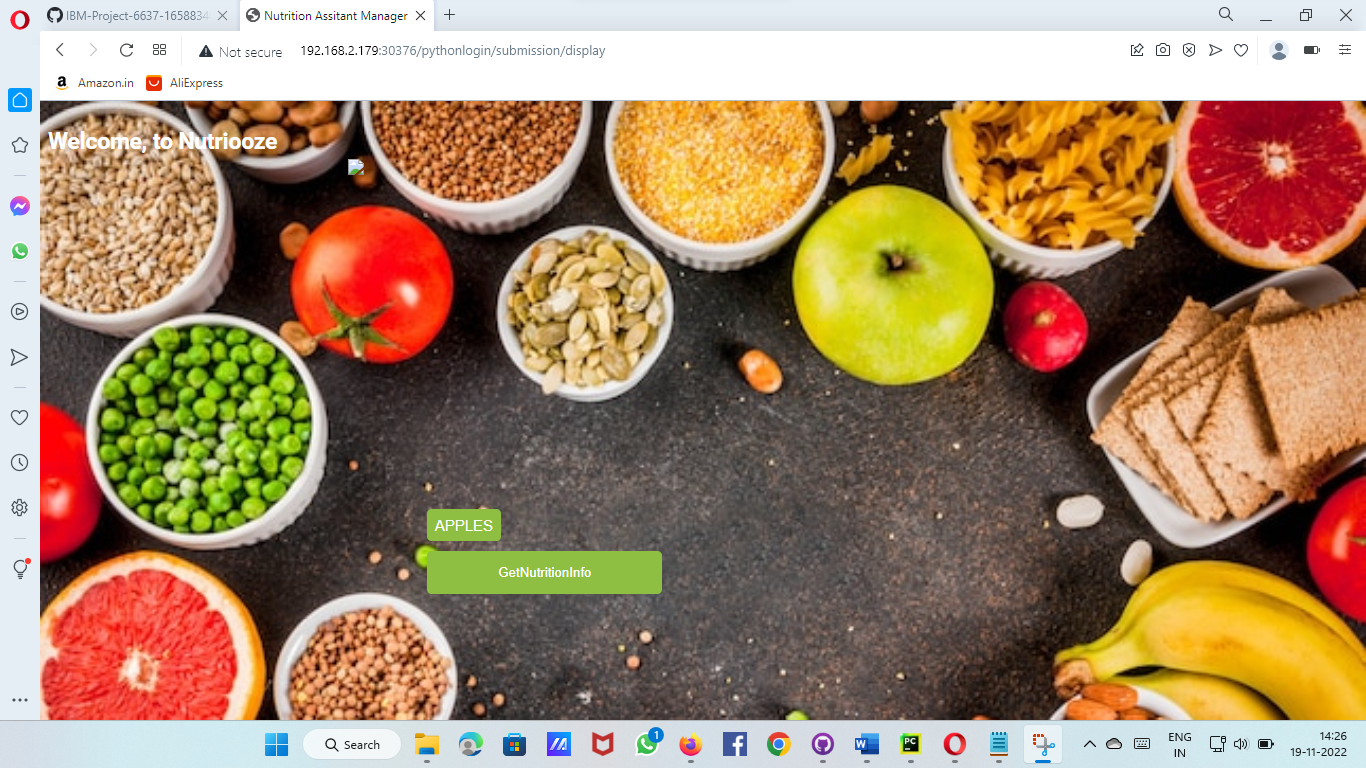 IBM-Project-6637-1658834
Nutrition Assitant Manager
Not secure
192.168.2.179:30376/pythonlogin/submission/display
Amazon.in
AliExpress
Welcome, to Nutriooze
APPLES
GetNutritionInfo
Search
1
PC
ENG
IN
14:26
19-11-2022